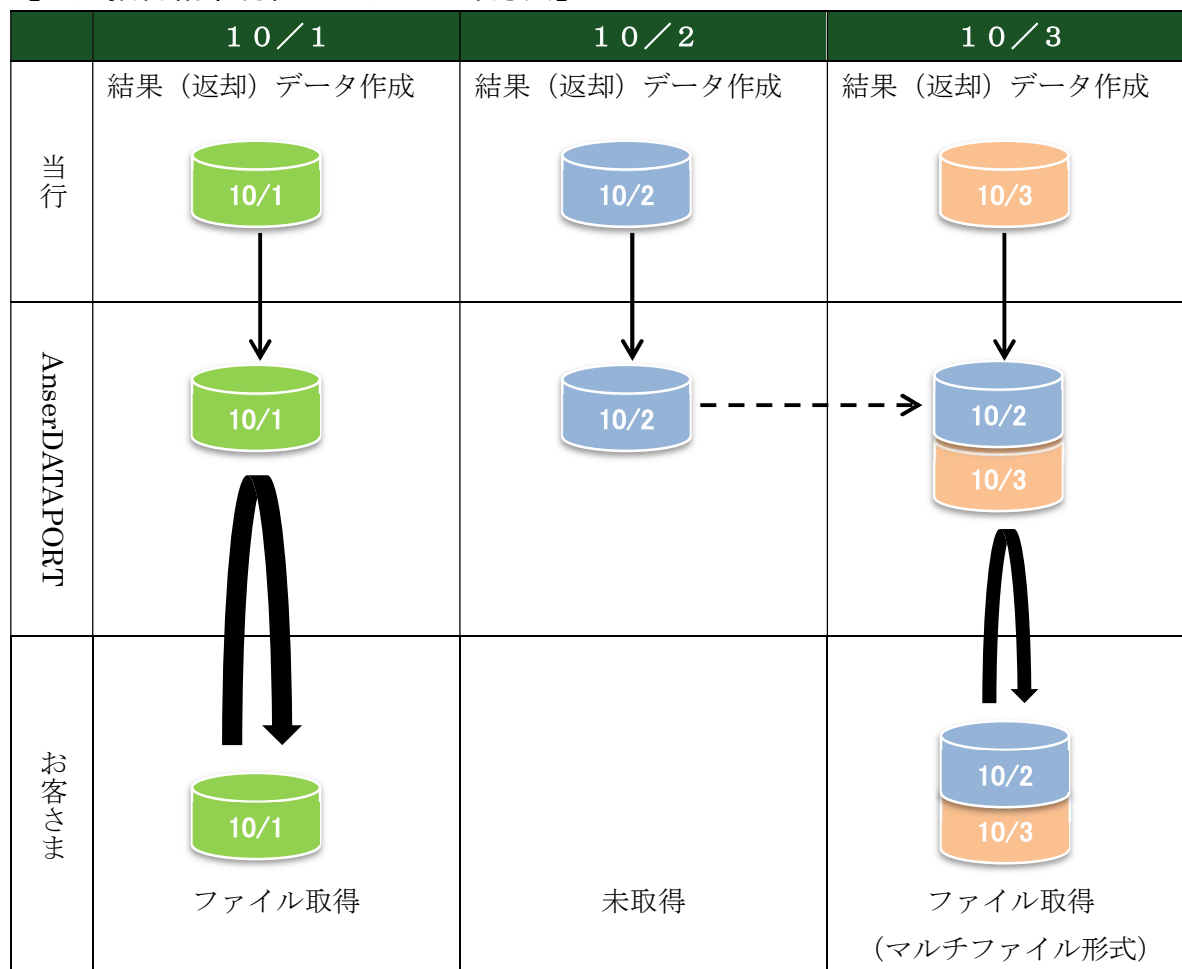 １０／１ １０／２ １０／３
当行
結果（返却）データ作成 結果（返却）データ作成 結果（返却）データ作成
10/1 10/2 10/3
AnserDATAPORT
10/1 10/2 10/2
10/3
お客さま
10/1 10/2
10/3
ファイル取得 未取得 ファイル取得
（マルチファイル形式）